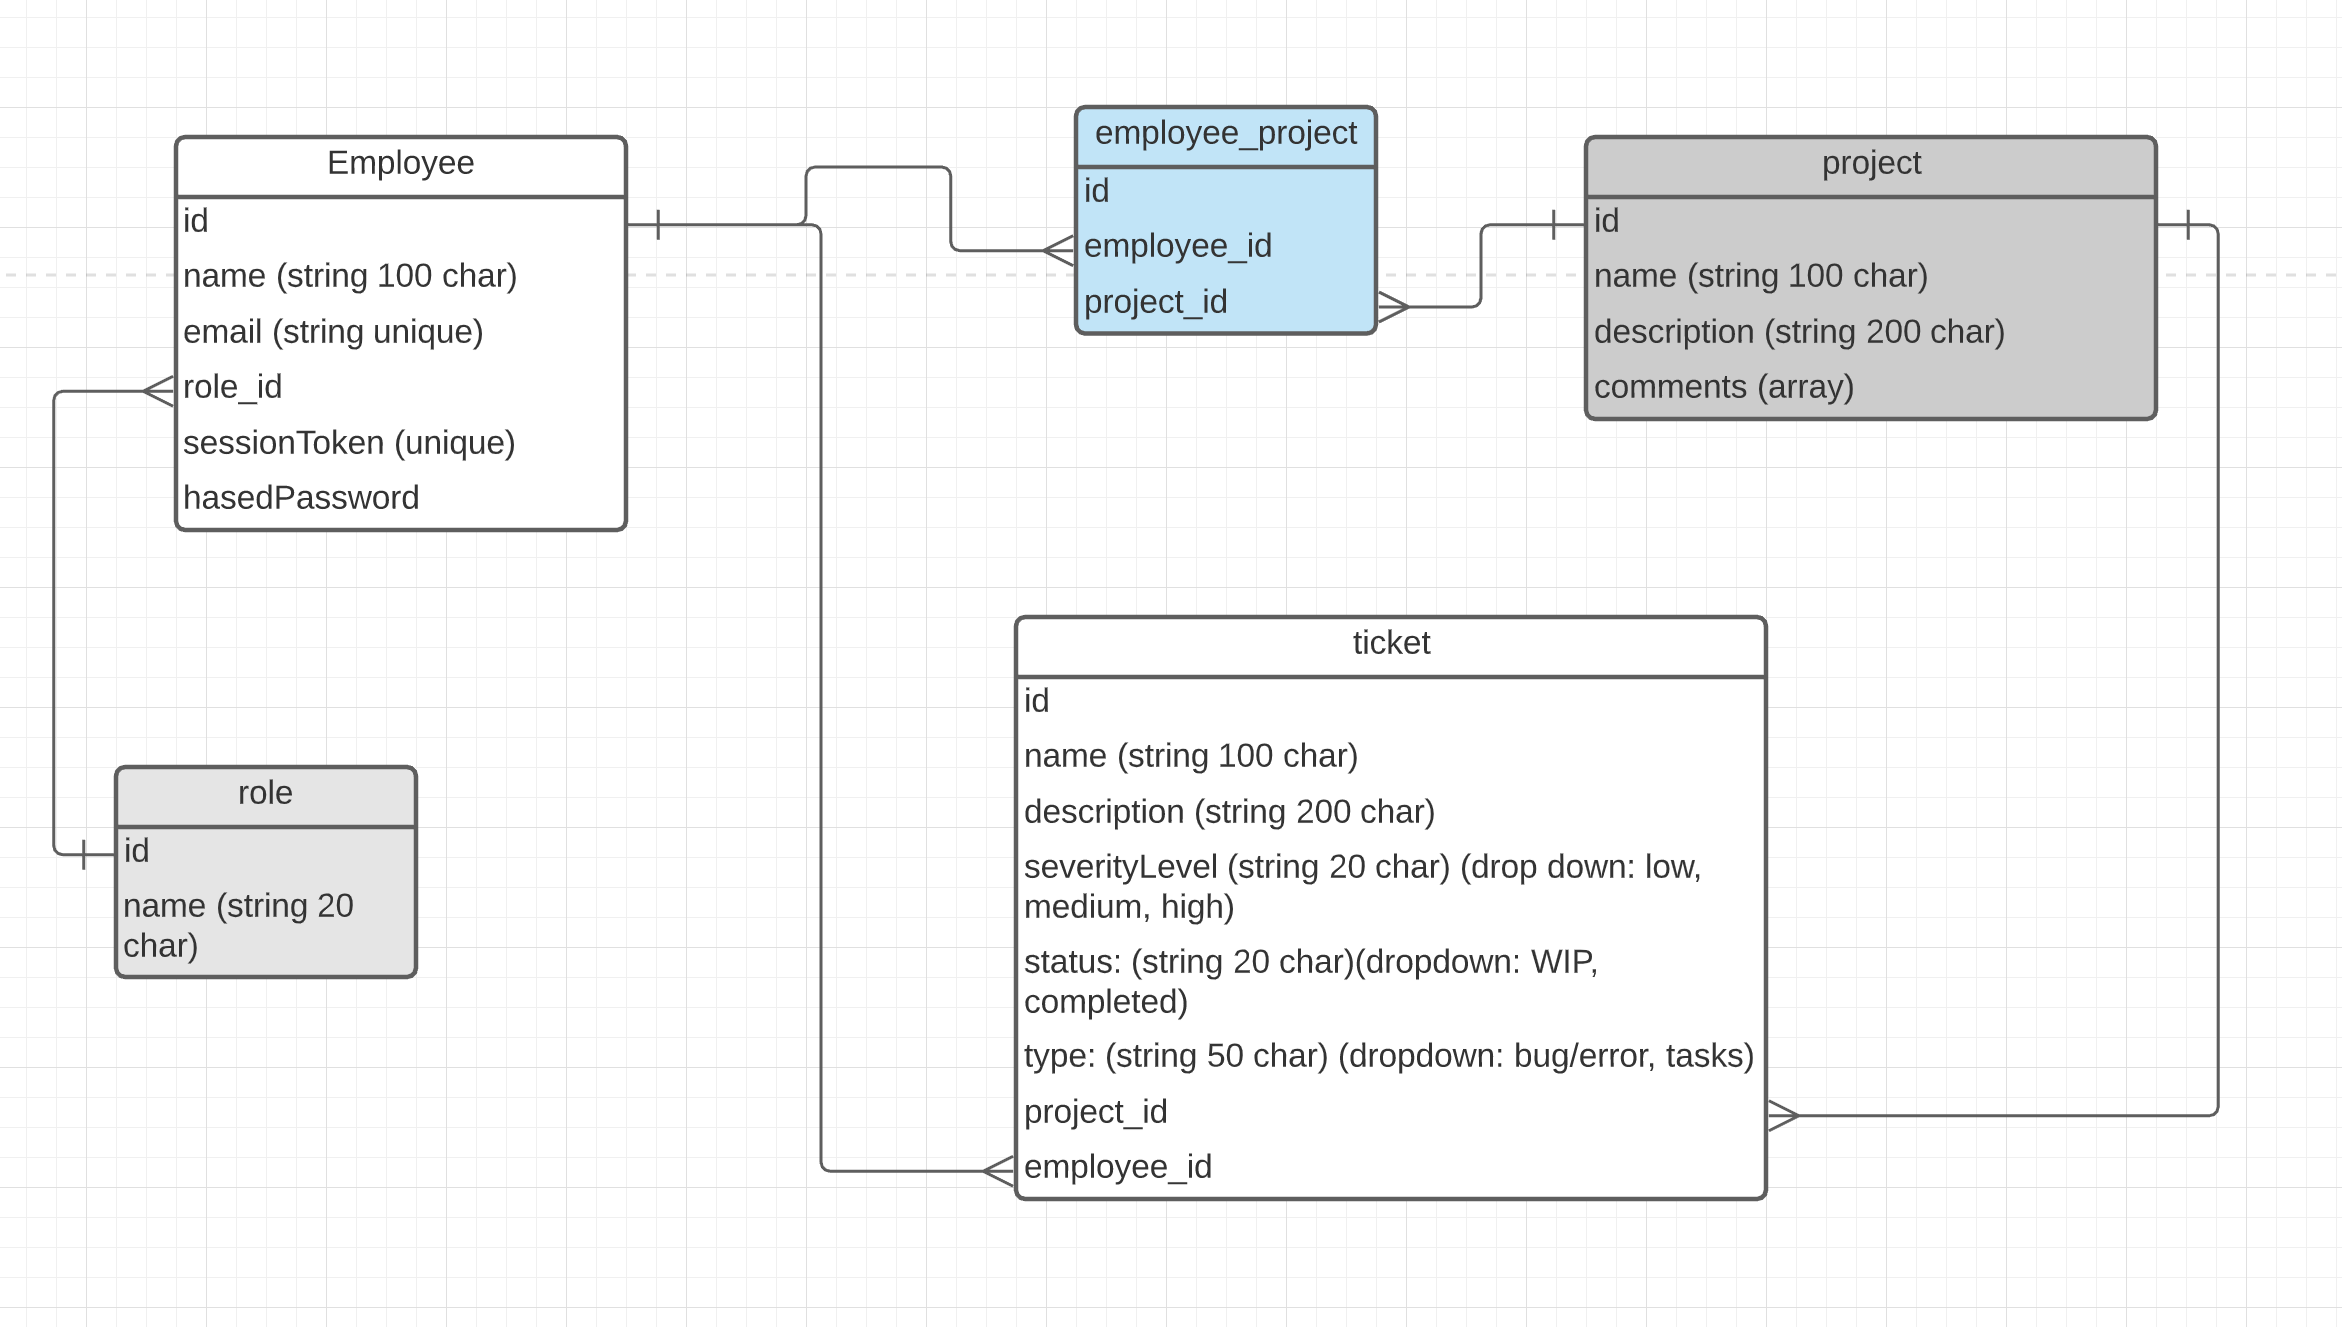 Employee
id
name (string 100 char)
email (string unique)
role_id
sessionToken (unique)
hasedPassword
employee_project
id
employee_id
project_id
project
id
name (string 100 char)
description (string 200 char)
comments (array)
role
id
name (string 20
char)
ticket
id
name (string 100 char)
description (string 200 char)
severityLevel (string 20 char) (drop down: low,
medium, high)
status: (string 20 char)(dropdown: WIP,
completed)
type: (string 50 char) (dropdown: bug/error, tasks)
project_id
employee_id